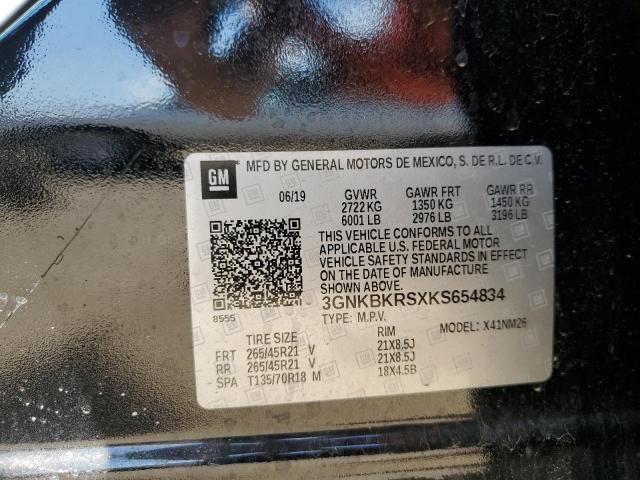 GM MFD BY GENERAL MOTORS DE MEXICO, S. DE R.L. DE C.V.
06/19 GVWR GAWR FRT GAWR RR
2722 KG 1350 KG 1450 KG
6001 LB 2976 LB 3196 LB
THIS VEHICLE CONFORMS TO ALL
APPLICABLE U.S. FEDERAL MOTOR
VEHICLE SAFETY STANDARDS IN EFFECT
ON THE DATE OF MANUFACTURE
SHOWN ABOVE.
3GNKBKRSXKS654834
8555 TYPE: M.P.V. MODEL: X41NM26
TIRE SIZE RIM
FRT 265/45R21 V 21X8.5J
RR 265/45R21 V 21X8.5J
SPA T135/70R18 M 18X4.5B